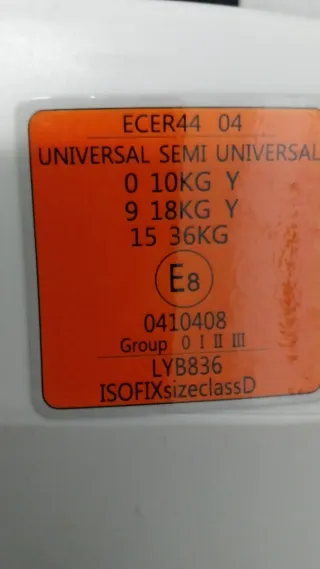 ECER44 04
UNIVERSAL SEMI UNIVERSAL
0 10KG Y
9 18KG Y
15 36KG
E8
0410408
Group 0 I II III
LYB836
ISOFIXsizeclassD